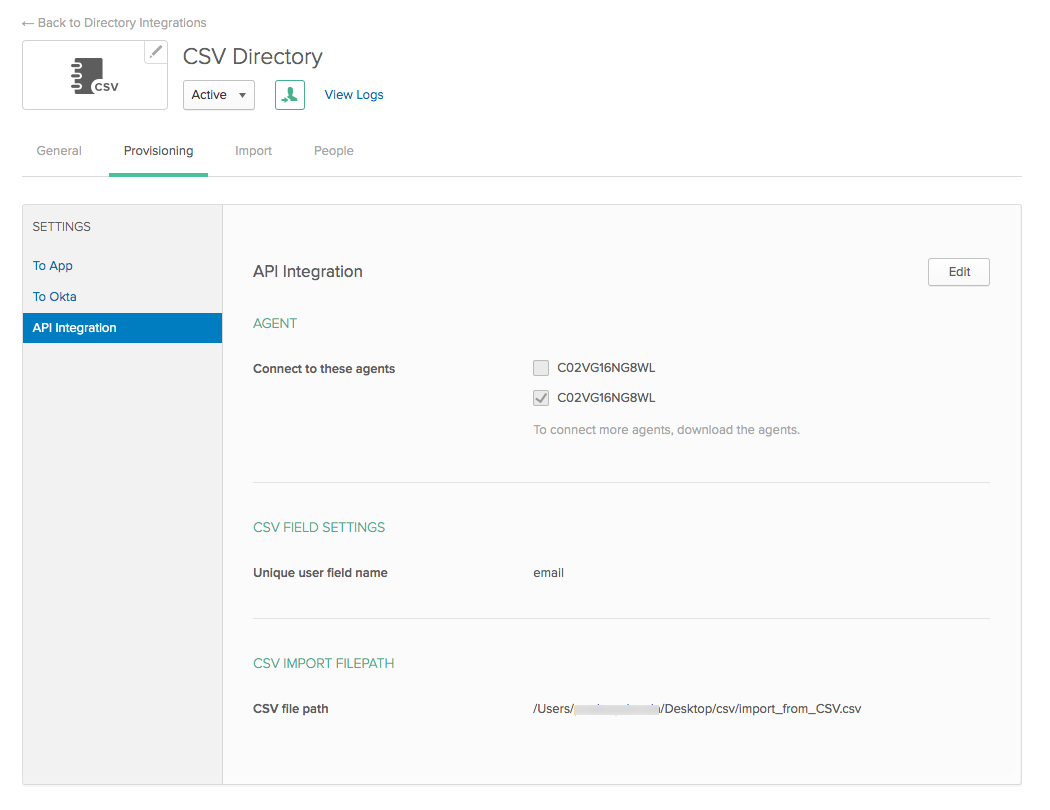 ← Back to Directory Integrations
CSV
CSV Directory
Active
View Logs
General Provisioning Import People
SETTINGS
To App
To Okta
API Integration
API Integration
Edit
AGENT
Connect to these agents
C02VG16NG8WL
C02VG16NG8WL
To connect more agents, download the agents.
CSV FIELD SETTINGS
Unique user field name email
CSV IMPORT FILEPATH
CSV file path /Users/ /Desktop/csv/import_from_CSV.csv